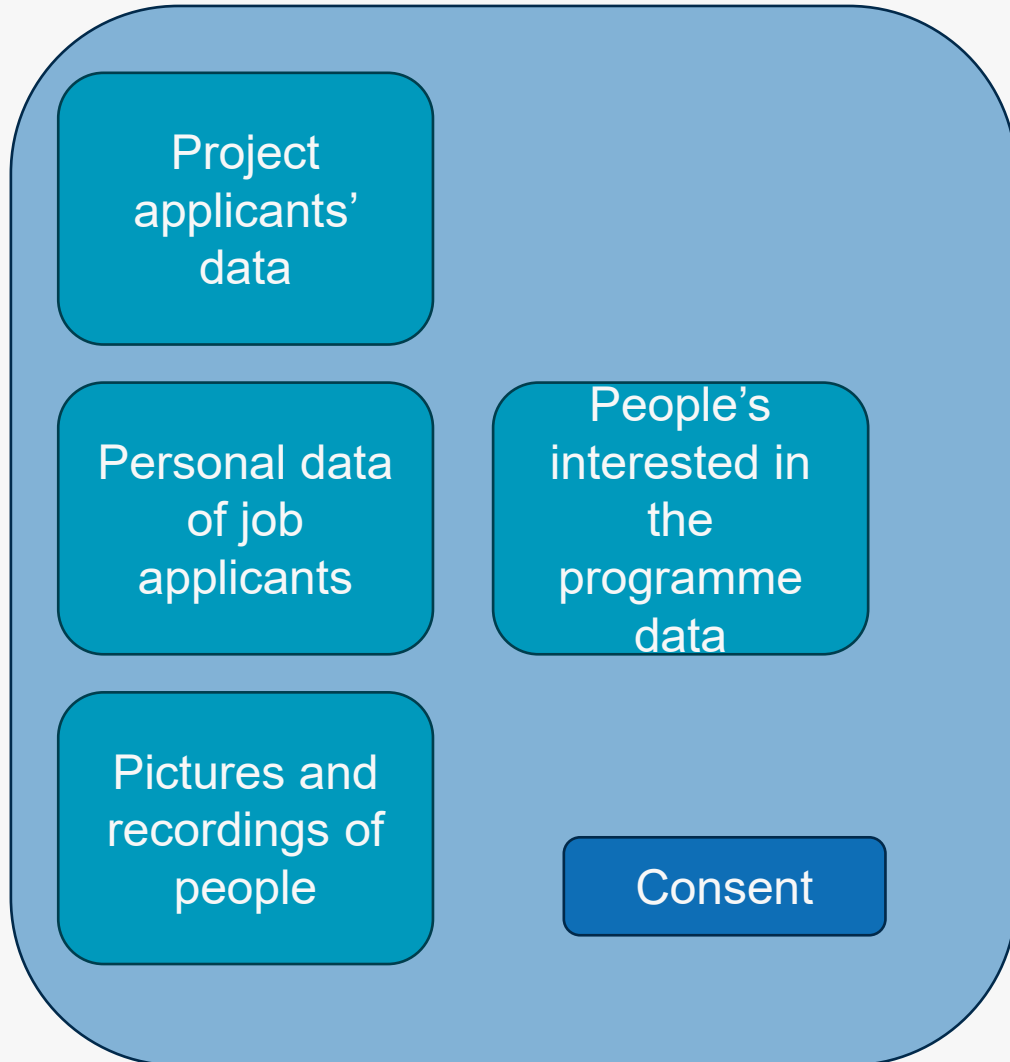 Project
applicants’
data
Personal data
of job
applicants
People’s
interested in
the
programme
data
Pictures and
recordings of
people
Consent